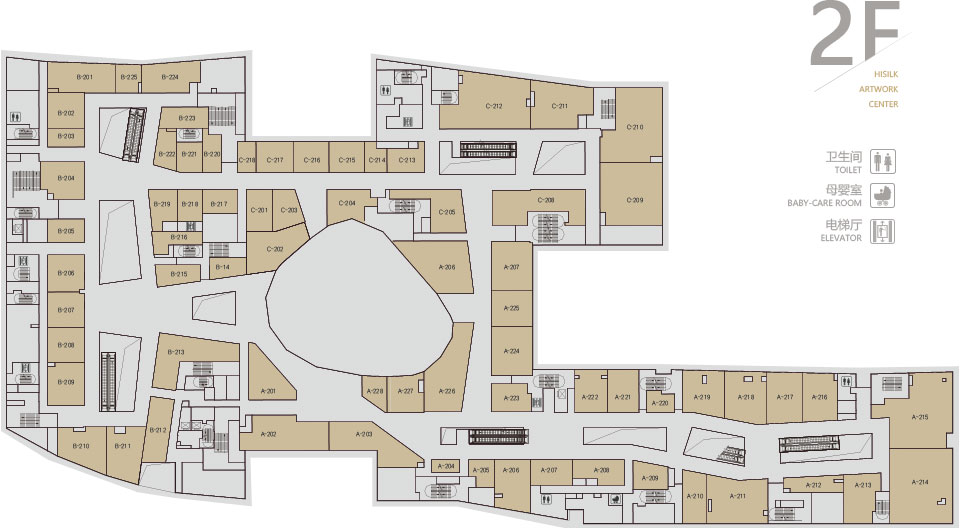 2F
HISILK
ARTWORK
CENTER
卫生间
TOILET
母婴室
BABY-CARE ROOM
电梯厅
ELEVATOR
B-201
B-225
B-224
B-202
B-203
B-223
B-222
B-221
B-220
B-204
B-205
B-206
B-207
B-208
B-209
B-210
B-211
B-212
B-213
B-219
B-218
B-217
B-216
B-215
B-14
C-218
C-217
C-216
C-215
C-214
C-213
C-212
C-211
C-210
C-209
C-208
C-201
C-203
C-202
C-204
C-205
A-206
A-207
A-225
A-224
A-223
A-201
A-228
A-227
A-226
A-202
A-203
A-204
A-205
A-206
A-207
A-208
A-209
A-210
A-211
A-212
A-213
A-214
A-215
A-222
A-221
A-220
A-219
A-218
A-217
A-216